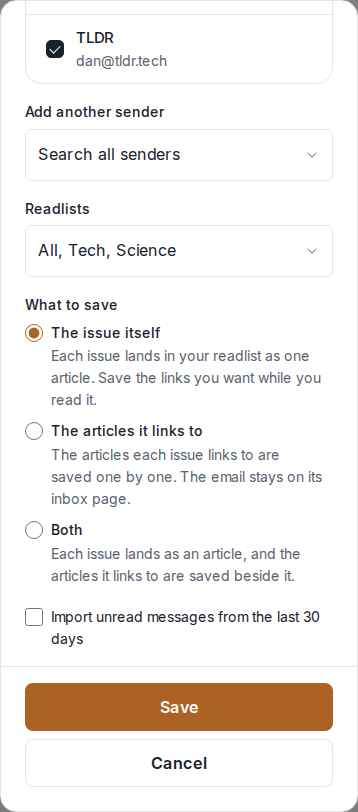 TLDR
dan@tldr.tech
Add another sender
Search all senders
Readlists
All, Tech, Science
What to save
The issue itself
Each issue lands in your readlist as one
article. Save the links you want while you
read it.
The articles it links to
The articles each issue links to are
saved one by one. The email stays on its
inbox page.
Both
Each issue lands as an article, and the
articles it links to are saved beside it.
Import unread messages from the last 30
days
Save
Cancel